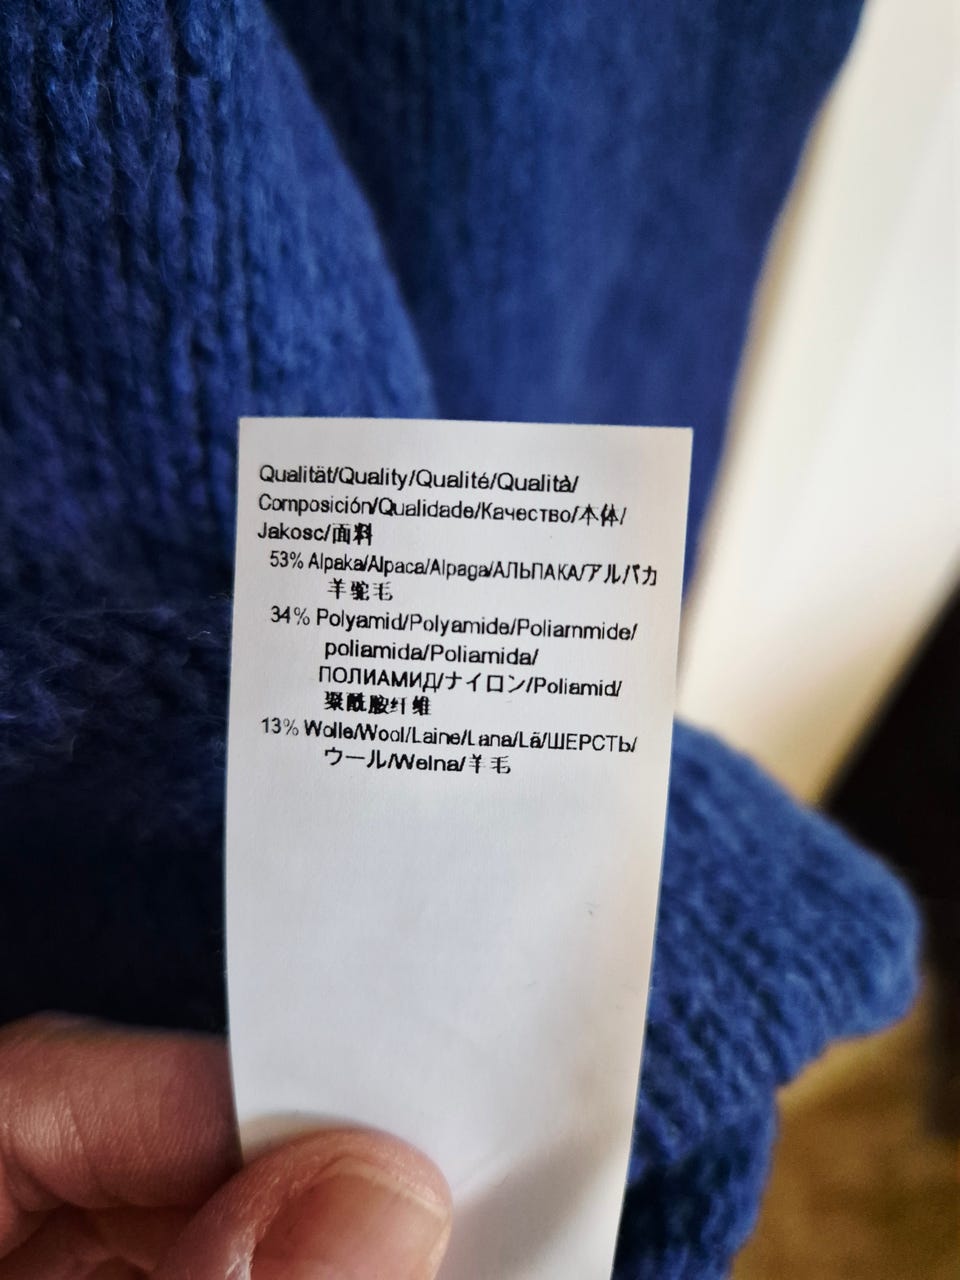 Qualität/Quality/Qualité/Qualità/
Composición/Qualidade/Качество/本体/
Jakosc/面料
53% Alpaka/Alpaca/Alpaga/АЛЬПАКА/アルパカ
羊驼毛
34% Polyamid/Polyamide/Poliammide/
poliamida/Poliamida/
ПОЛИАМИД/ナイロン/Poliamid/
聚酰胺纤维
13% Wolle/Wool/Laine/Lana/Lã/ШЕРСТЬ/
ウール/Welna/羊毛